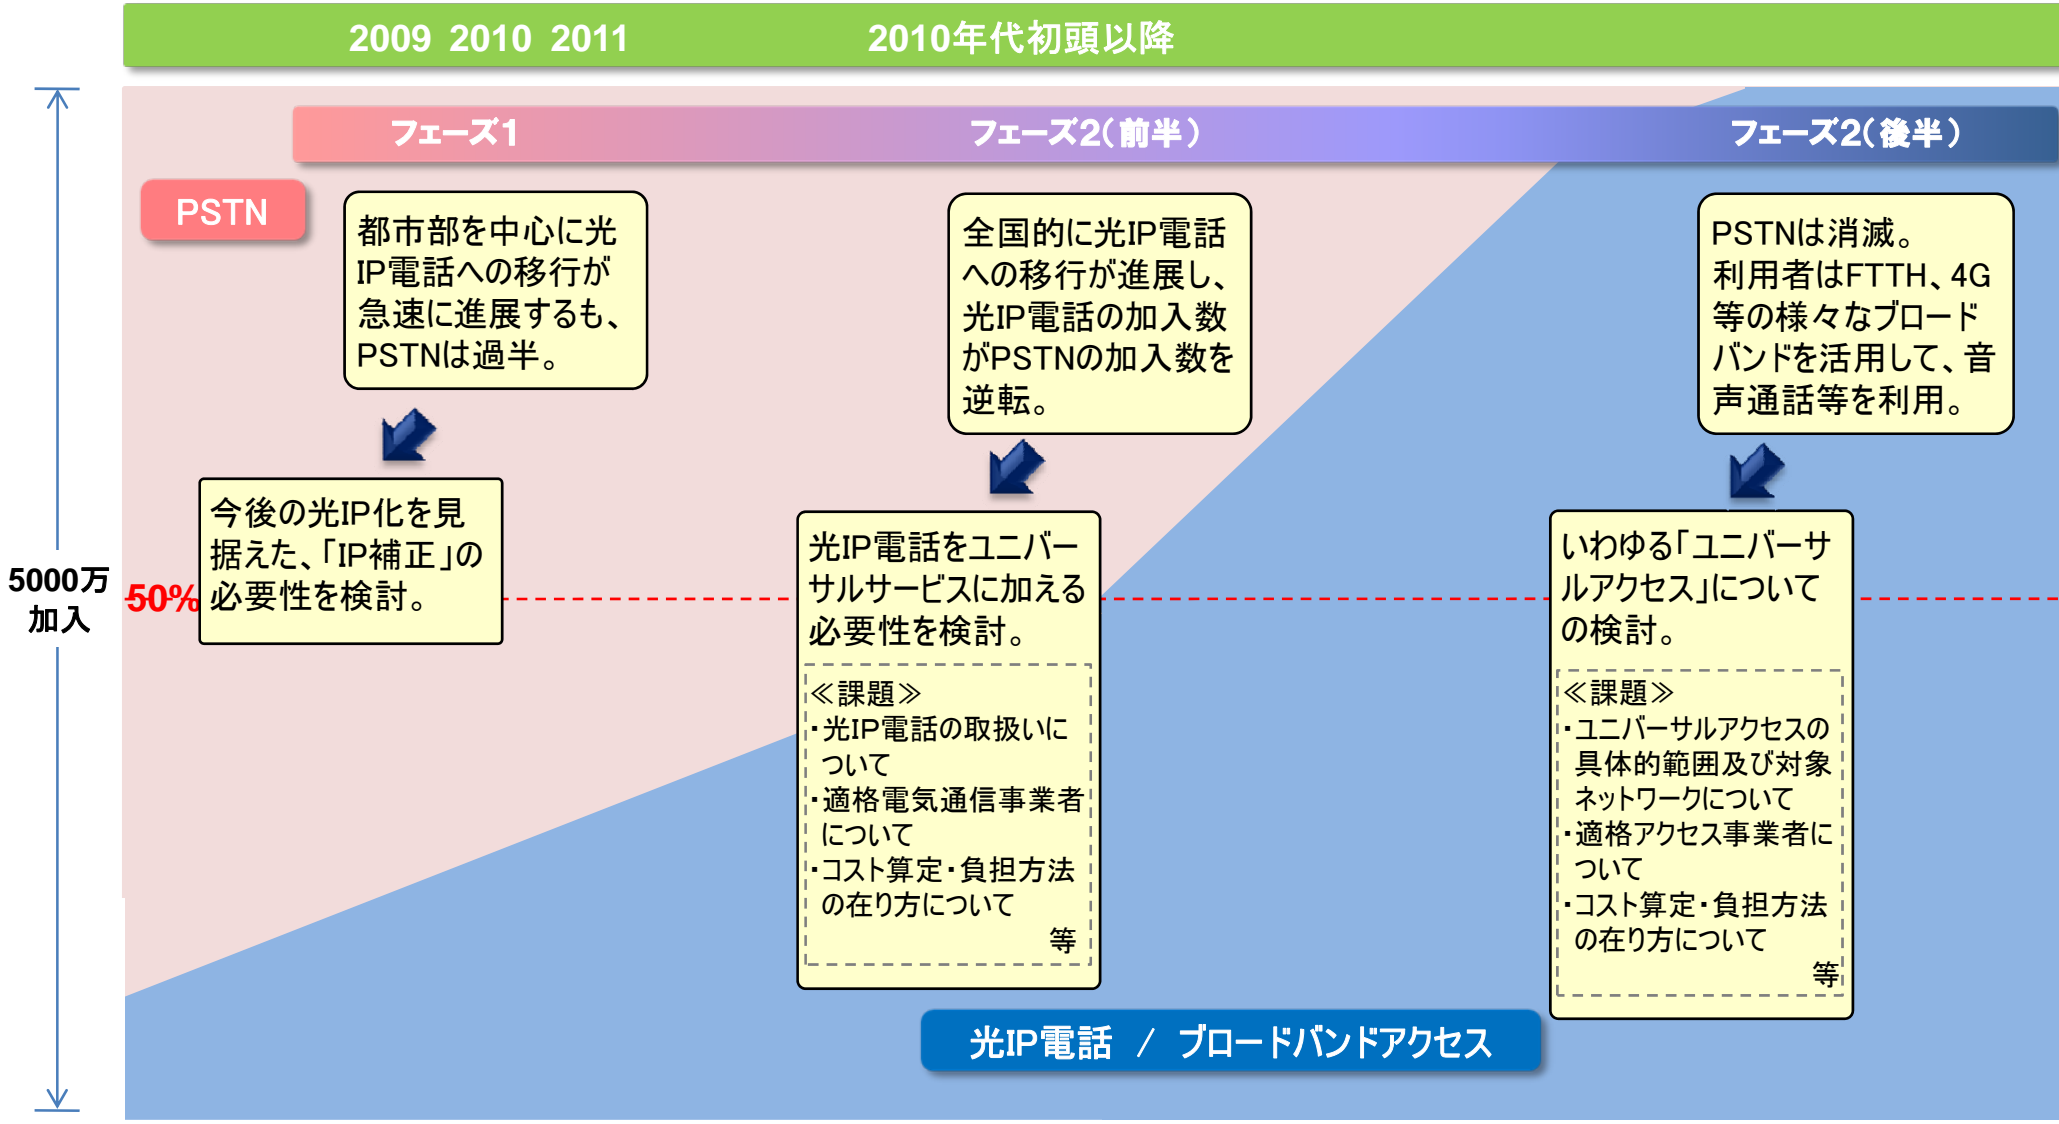 2009 2010 2011
2010年代初頭以降
フェーズ1
フェーズ2(前半)
フェーズ2(後半)
PSTN
都市部を中心に光
IP電話への移行が
急速に進展するも、
PSTNは過半。
全国的に光IP電話
への移行が進展し、
光IP電話の加入数
がPSTNの加入数を
逆転。
PSTNは消滅。
利用者はFTTH、4G
等の様々なブロード
バンドを活用して、音
声通話等を利用。
5000万
加入
50%
今後の光IP化を見
据えた、「IP補正」の
必要性を検討。
光IP電話をユニバー
サルサービスに加える
必要性を検討。
≪課題≫
・光IP電話の取扱いに
ついて
・適格電気通信事業者
について
・コスト算定・負担方法
の在り方について
等
いわゆる「ユニバーサ
ルアクセス」について
の検討。
≪課題≫
・ユニバーサルアクセスの
具体的範囲及び対象
ネットワークについて
・適格アクセス事業者に
ついて
・コスト算定・負担方法
の在り方について
等
光IP電話 / ブロードバンドアクセス